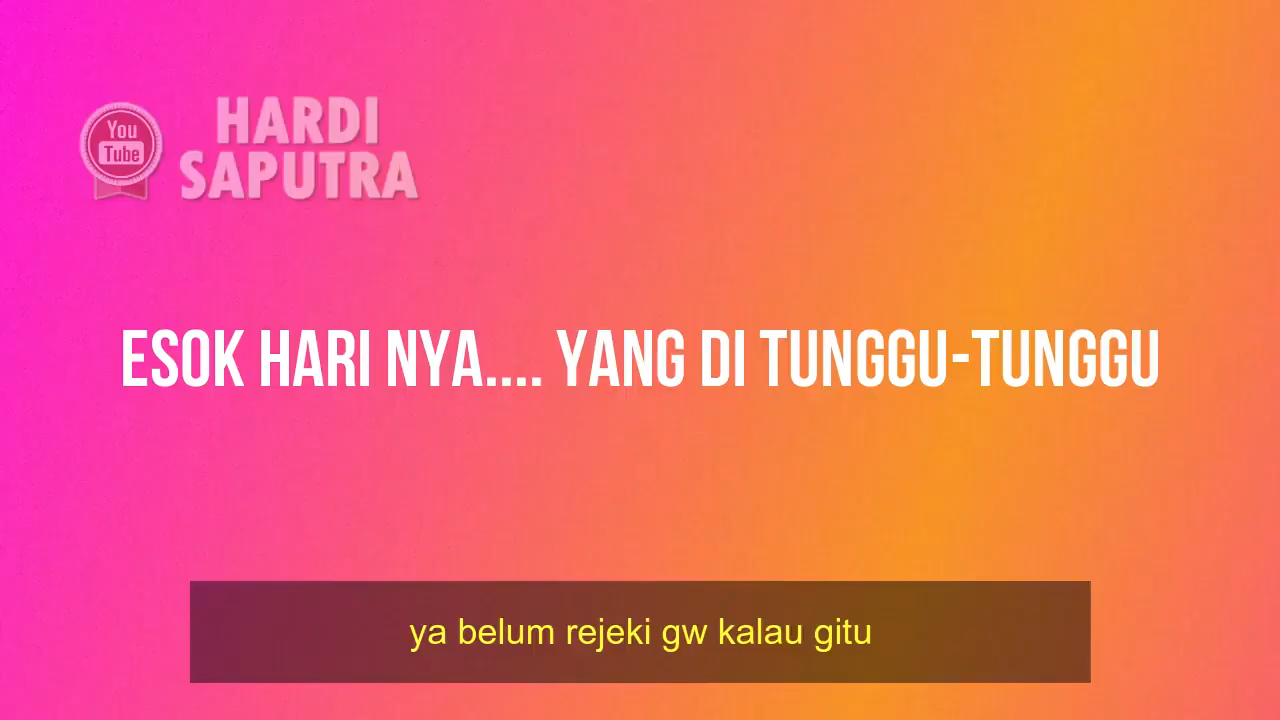 You
Tube
HARDI
SAPUTRA
ESOK HARI NYA.... YANG DI TUNGGU-TUNGGU
ya belum rejeki gw kalau gitu